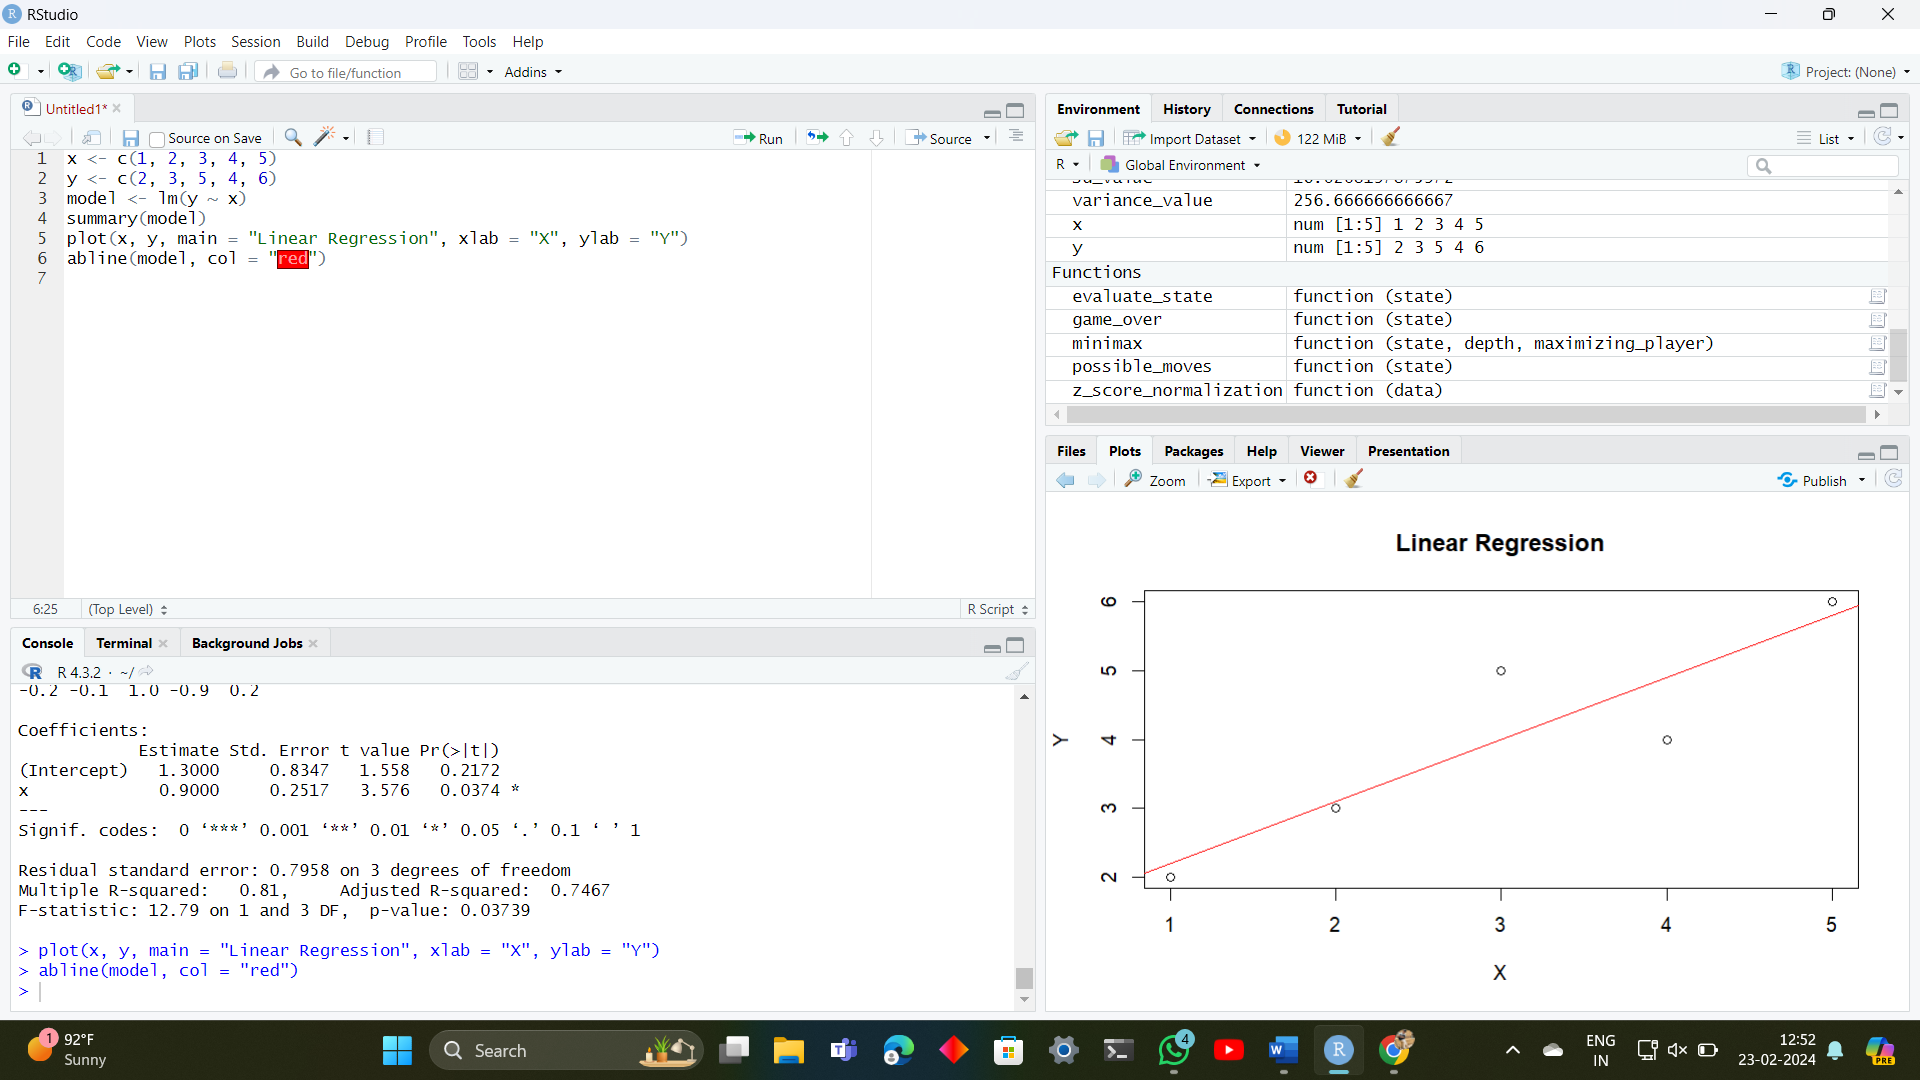 RStudio
File Edit Code View Plots Session Build Debug Profile Tools Help
Go to file/function Addins Project: (None)
Untitled1*
Source on Save Run Source
1 x <- c(1, 2, 3, 4, 5)
2 y <- c(2, 3, 5, 4, 6)
3 model <- lm(y ~ x)
4 summary(model)
5 plot(x, y, main = "Linear Regression", xlab = "X", ylab = "Y")
6 abline(model, col = "red")
7
6:25 (Top Level) R Script
Console Terminal Background Jobs
R 4.3.2 · ~/
-0.2 -0.1 1.0 -0.9 0.2
Coefficients:
Estimate Std. Error t value Pr(>|t|)
(Intercept) 1.3000 0.8347 1.558 0.2172
x 0.9000 0.2517 3.576 0.0374 *
---
Signif. codes: 0 ‘***’ 0.001 ‘**’ 0.01 ‘*’ 0.05 ‘.’ 0.1 ‘ ’ 1
Residual standard error: 0.7958 on 3 degrees of freedom
Multiple R-squared: 0.81, Adjusted R-squared: 0.7467
F-statistic: 12.79 on 1 and 3 DF, p-value: 0.03739
> plot(x, y, main = "Linear Regression", xlab = "X", ylab = "Y")
> abline(model, col = "red")
>
Environment History Connections Tutorial
Import Dataset 122 MiB List
R Global Environment
variance_value 256.666666666667
x num [1:5] 1 2 3 4 5
y num [1:5] 2 3 5 4 6
Functions
evaluate_state function (state)
game_over function (state)
minimax function (state, depth, maximizing_player)
possible_moves function (state)
z_score_normalization function (data)
Files Plots Packages Help Viewer Presentation
Zoom Export Publish
Linear Regression
6
5
4
3
2
Y
1 2 3 4 5
X
1
92°F
Sunny
Search
4
ENG
IN
12:52
23-02-2024
PRE